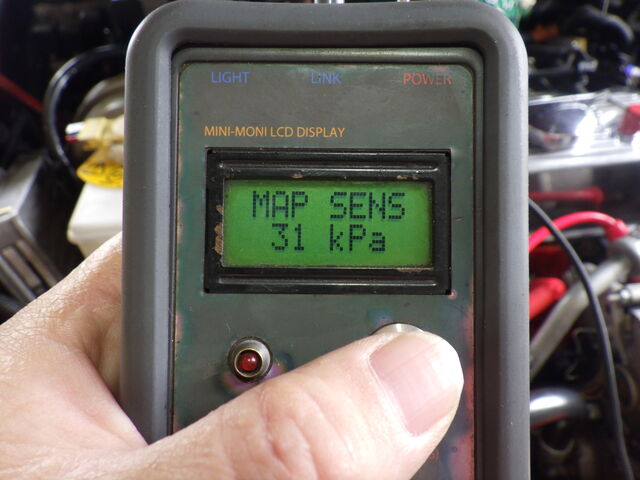 LIGHT LiNK POWER
MINI-MONI LCD DISPLAY
MAP SENS
31 kPa